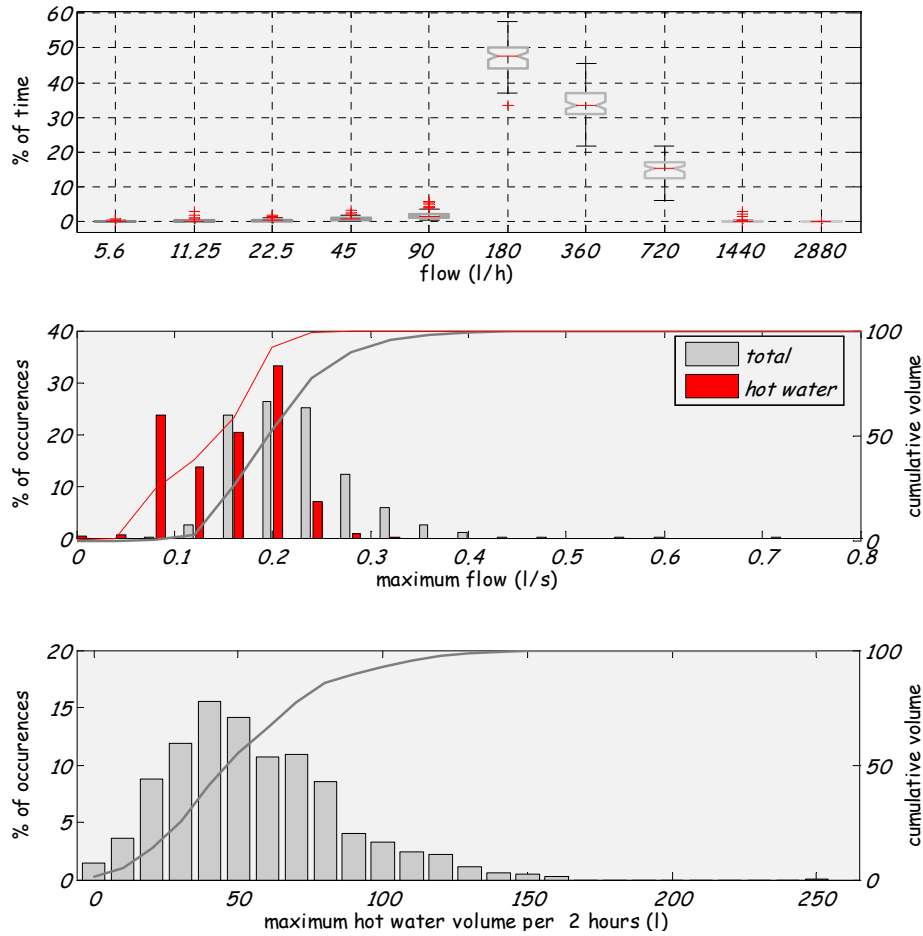 60
50
40
30
20
10
0
% of time
5.6 11.25 22.5 45 90 180 360 720 1440 2880
flow (l/h)
40
30
20
10
0
% of occurences
total
hot water
100
50
0
cumulative volume
0 0.1 0.2 0.3 0.4 0.5 0.6 0.7 0.8
maximum flow (l/s)
20
15
10
5
0
% of occurences
100
50
0
cumulative volume
0 50 100 150 200 250
maximum hot water volume per 2 hours (l)